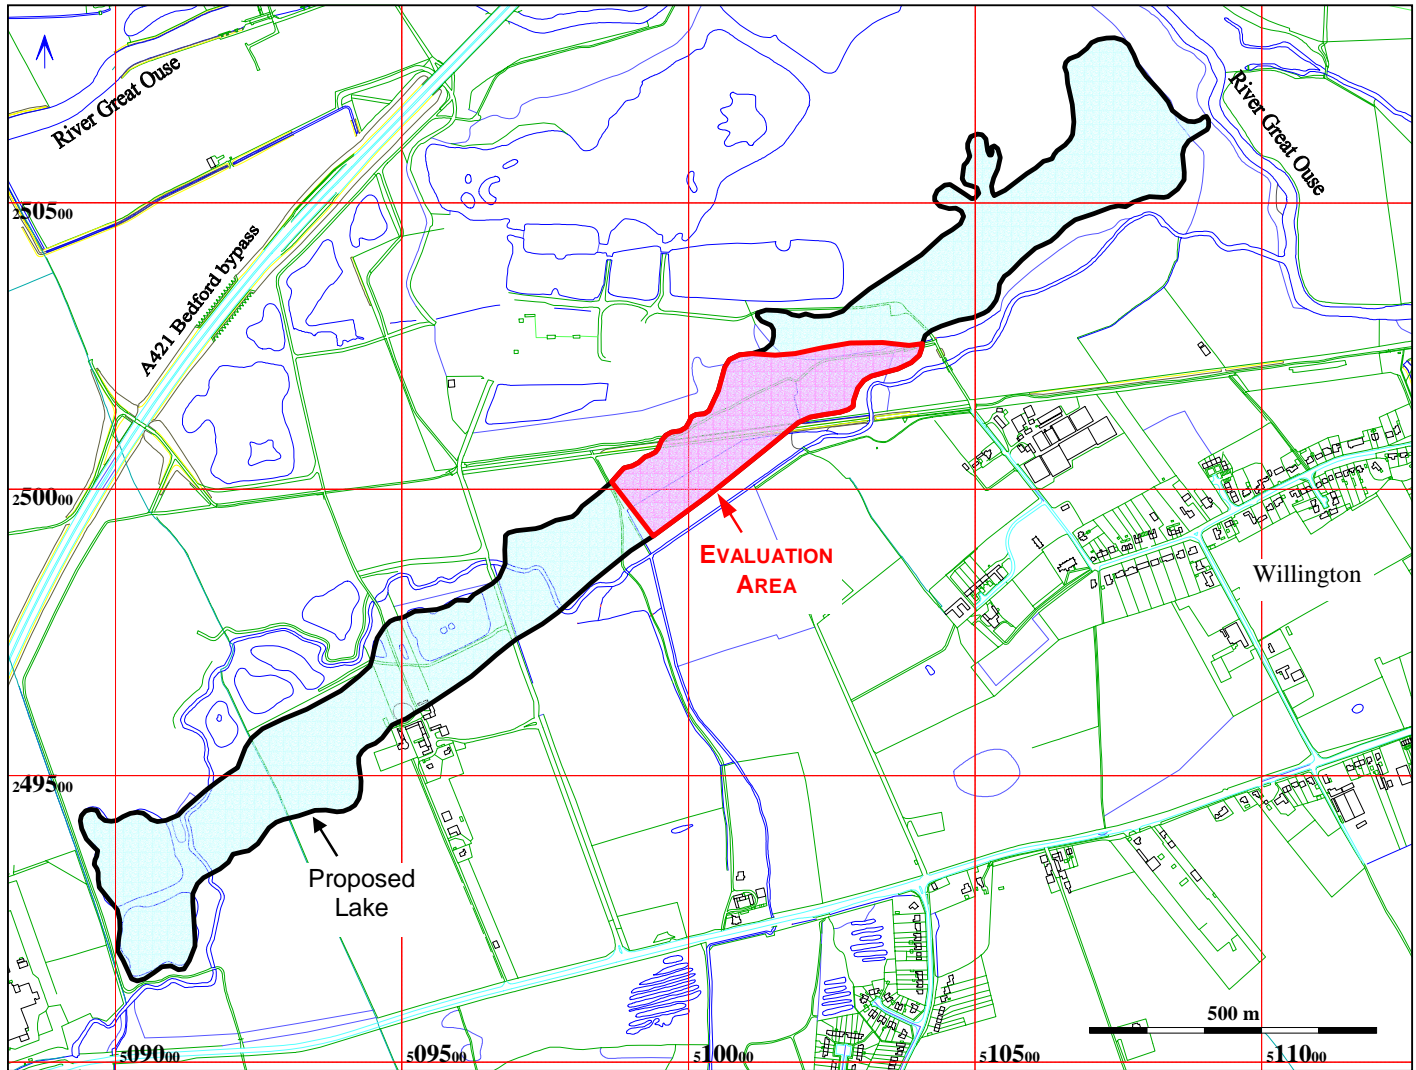 River Great Ouse
River Great Ouse
250500
A421 Bedford bypass
250000
EVALUATION
AREA
Willington
249500
Proposed
Lake
500 m
509000
509500
510000
510500
511000